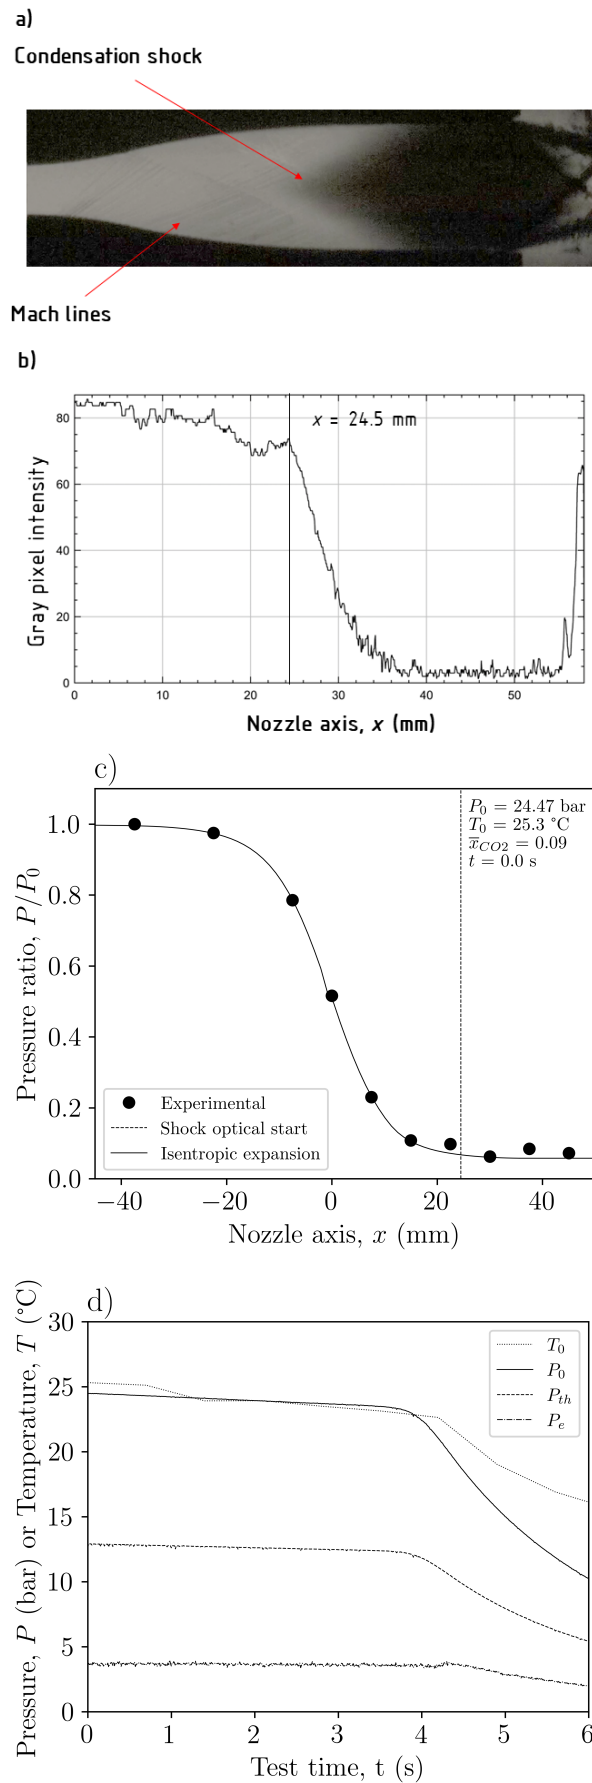 a)
Condensation shock
Mach lines
b)
x = 24.5 mm
Gray pixel intensity
80
60
40
20
0
0 10 20 30 40 50
Nozzle axis, x (mm)
c)
P₀ = 24.47 bar
T₀ = 25.3 °C
x̅_CO2 = 0.09
t = 0.0 s
Pressure ratio, P/P₀
1.0
0.8
0.6
0.4
0.2
0.0
Experimental
Shock optical start
Isentropic expansion
−40 −20 0 20 40
Nozzle axis, x (mm)
d)
Pressure, P (bar) or Temperature, T (°C)
30
25
20
15
10
5
0
T₀
P₀
P_th
P_e
0 1 2 3 4 5 6
Test time, t (s)